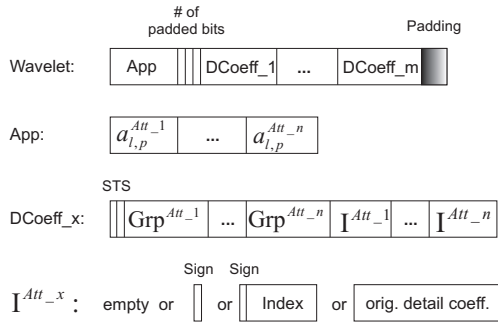 # of
padded bits
Padding
Wavelet: App DCoeff_1 ... DCoeff_m
App: a_{l,p}^{Att_1} ... a_{l,p}^{Att_n}
STS
DCoeff_x: Grp^{Att_1} ... Grp^{Att_n} I^{Att_1} ... I^{Att_n}
Sign Sign
I^{Att_x} : empty or or Index or orig. detail coeff.